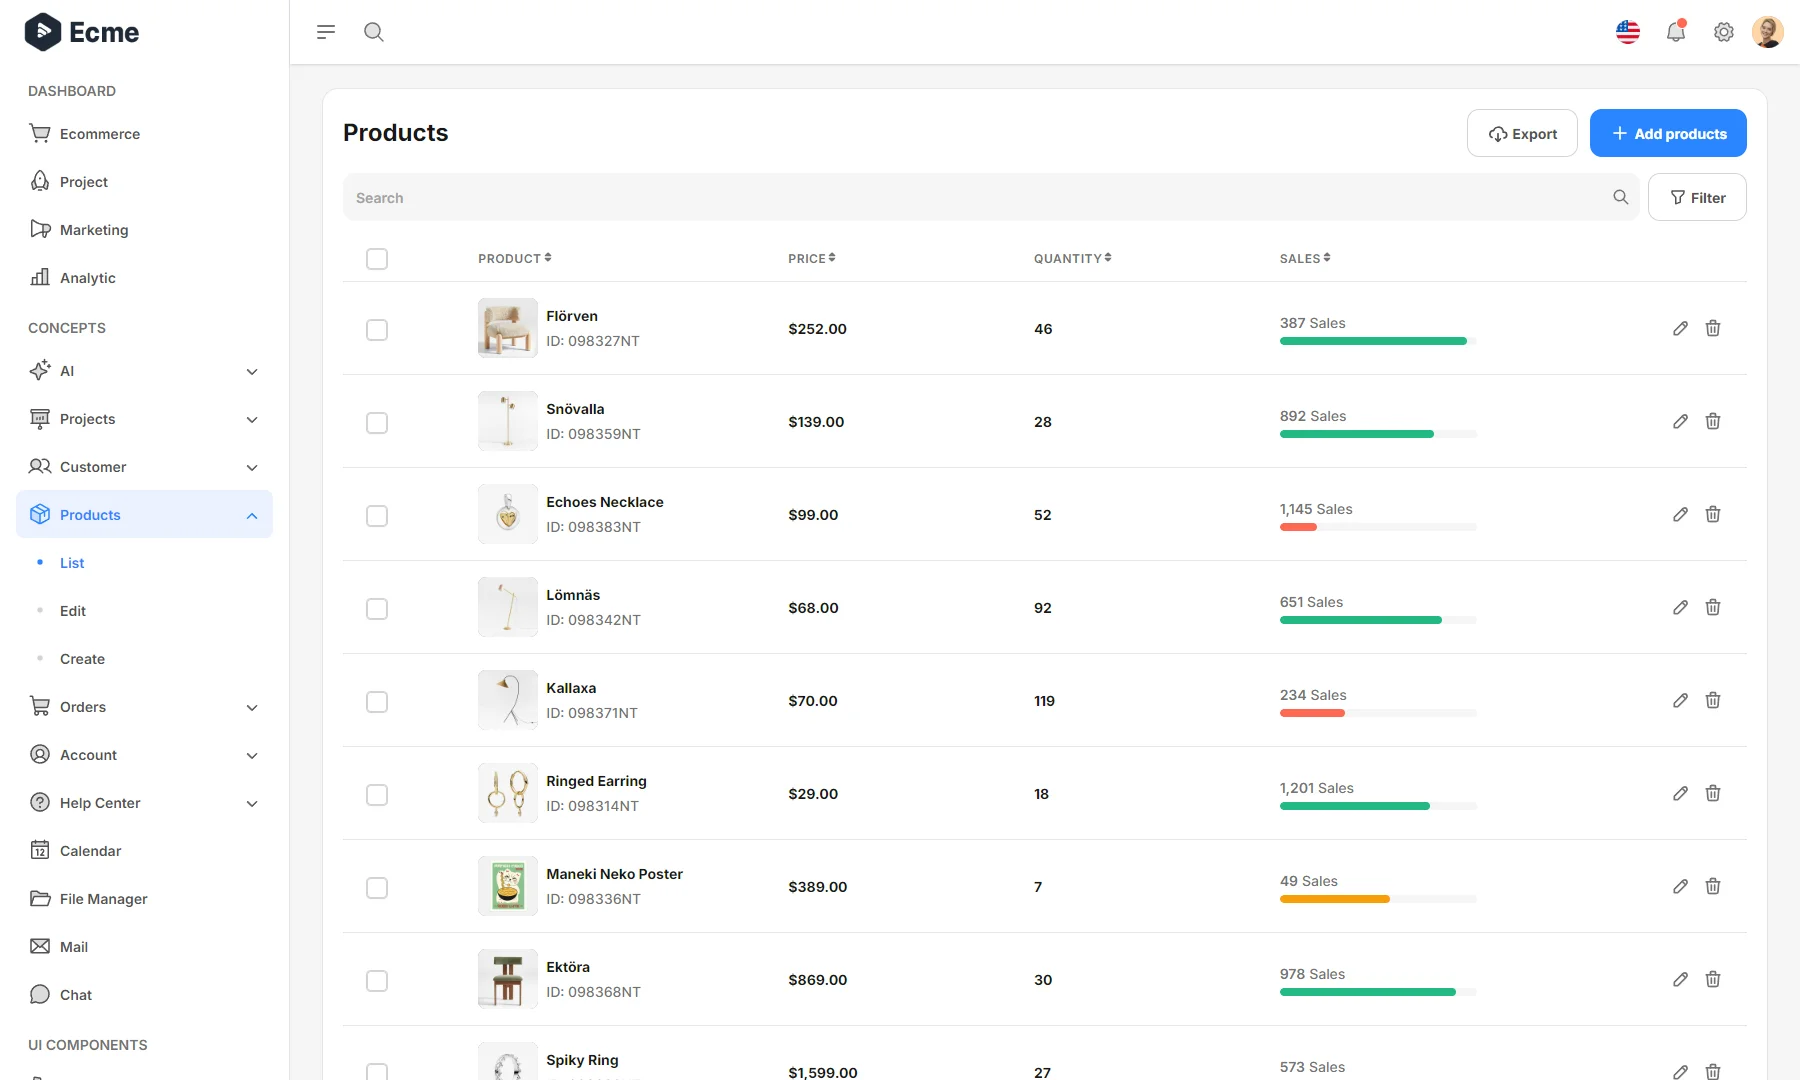 Ecme
DASHBOARD
Ecommerce
Project
Marketing
Analytic
CONCEPTS
AI
Projects
Customer
Products
List
Edit
Create
Orders
Account
Help Center
12
Calendar
File Manager
Mail
Chat
UI COMPONENTS
Products
Export
Add products
Search
Filter
PRODUCT PRICE QUANTITY SALES
Flörven
ID: 098327NT
$252.00
46
387 Sales
Snövalla
ID: 098359NT
$139.00
28
892 Sales
Echoes Necklace
ID: 098383NT
$99.00
52
1,145 Sales
Lömnäs
ID: 098342NT
$68.00
92
651 Sales
Kallaxa
ID: 098371NT
$70.00
119
234 Sales
Ringed Earring
ID: 098314NT
$29.00
18
1,201 Sales
Maneki Neko Poster
ID: 098336NT
$389.00
7
49 Sales
Ektöra
ID: 098368NT
$869.00
30
978 Sales
Spiky Ring
$1,599.00
27
573 Sales